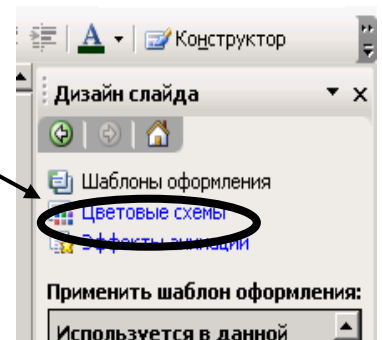 А Конструктор
Дизайн слайда
Шаблоны оформления
Цветовые схемы
Эффекты анимации
Применить шаблон оформления:
Используется в данной